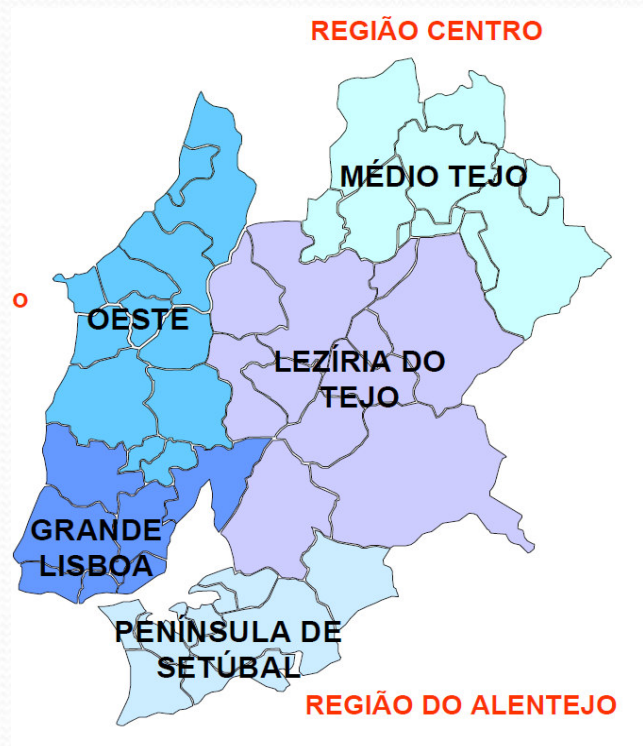 REGIÃO CENTRO
MÉDIO TEJO
O
OESTE
LEZÍRIA DO
TEJO
GRANDE
LISBOA
PENÍNSULA DE
SETÚBAL
REGIÃO DO ALENTEJO